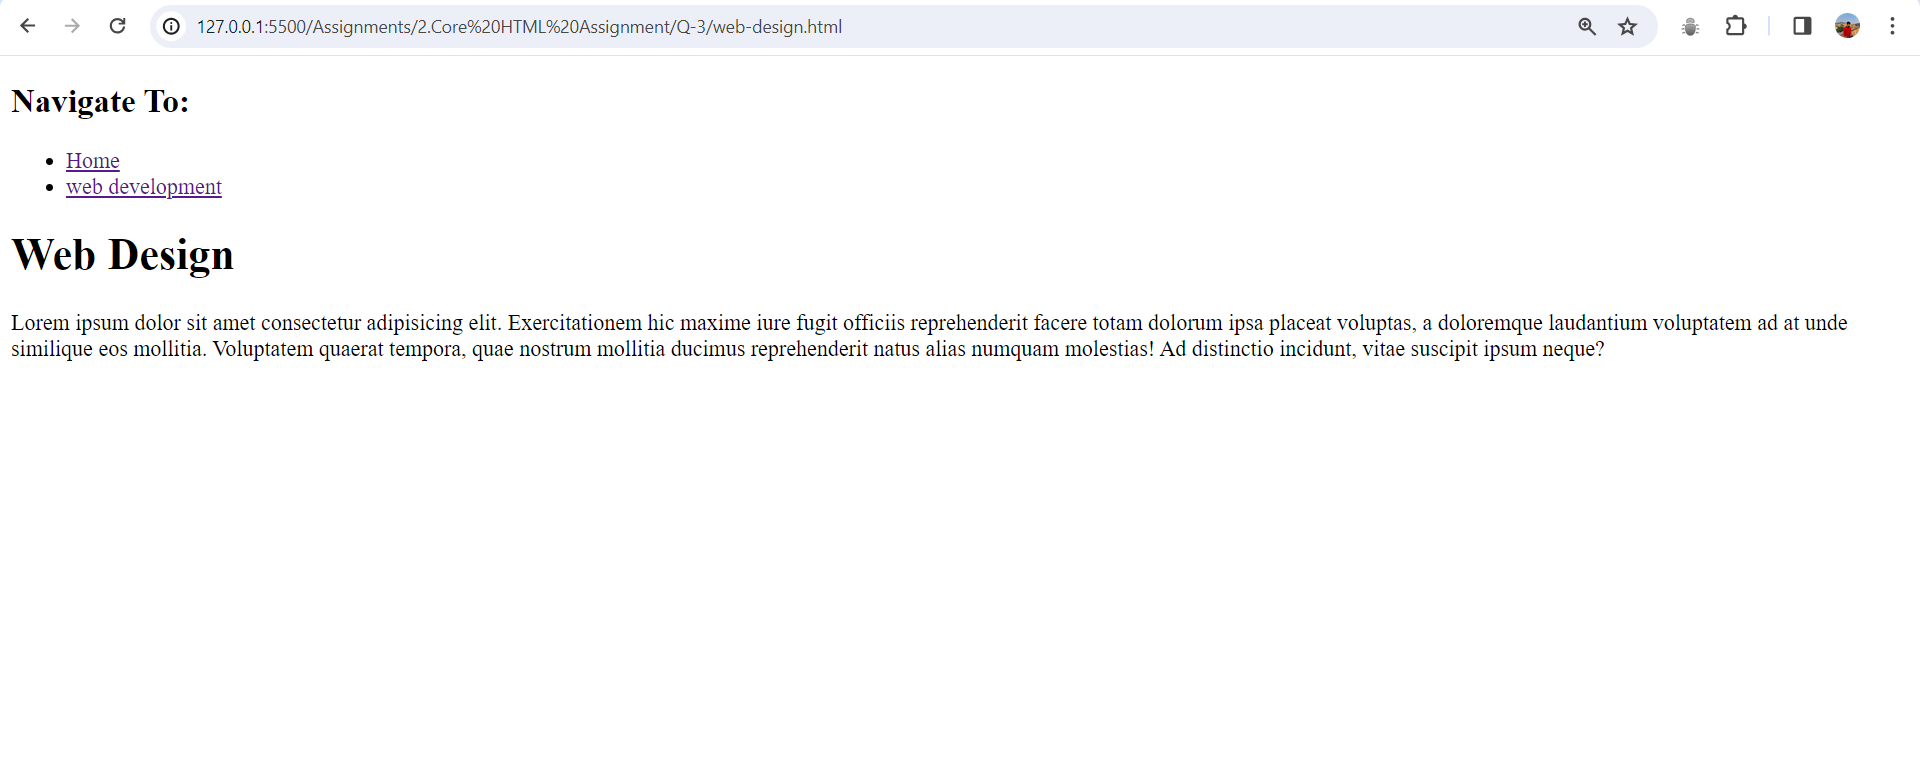 127.0.0.1:5500/Assignments/2.Core%20HTML%20Assignment/Q-3/web-design.html
Navigate To:
Home
web development
Web Design
Lorem ipsum dolor sit amet consectetur adipisicing elit. Exercitationem hic maxime iure fugit officiis reprehenderit facere totam dolorum ipsa placeat voluptas, a doloremque laudantium voluptatem ad at unde
similique eos mollitia. Voluptatem quaerat tempora, quae nostrum mollitia ducimus reprehenderit natus alias numquam molestias! Ad distinctio incidunt, vitae suscipit ipsum neque?